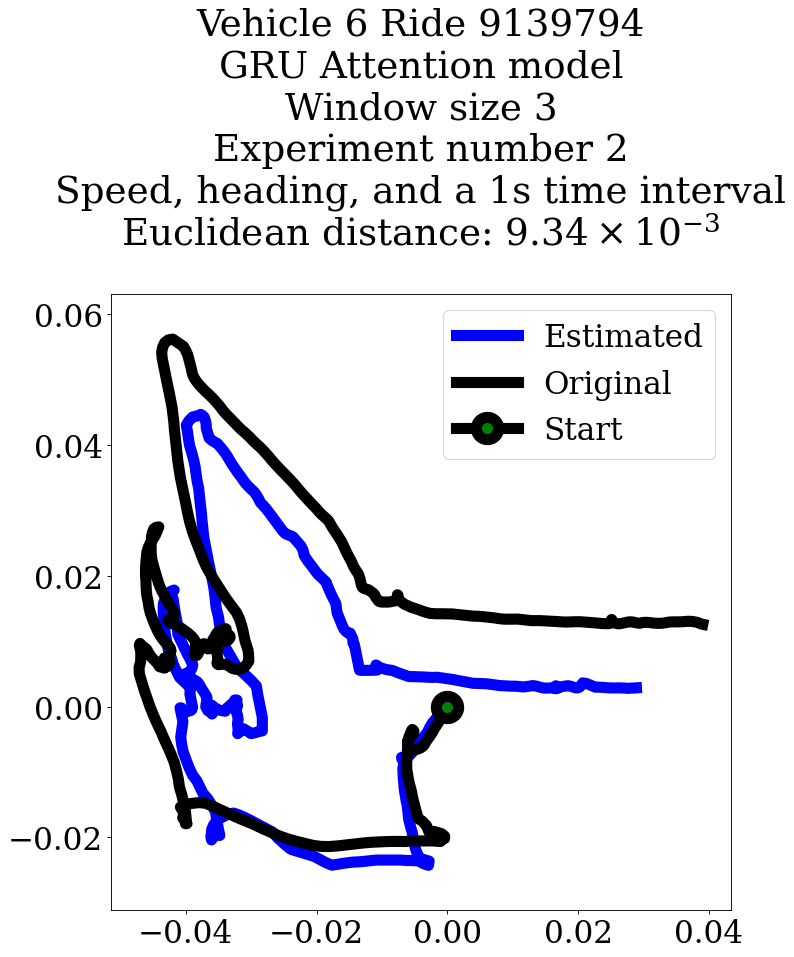 Vehicle 6 Ride 9139794
GRU Attention model
Window size 3
Experiment number 2
Speed, heading, and a 1s time interval
Euclidean distance: 9.34 × 10⁻³
0.06
0.04
0.02
0.00
−0.02
Estimated
Original
Start
−0.04
−0.02
0.00
0.02
0.04